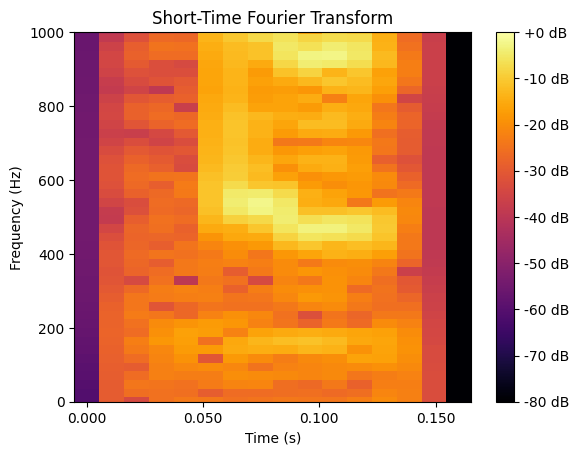 Short-Time Fourier Transform
Frequency (Hz)
1000
800
600
400
200
0
0.000
0.050
0.100
0.150
Time (s)
+0 dB
-10 dB
-20 dB
-30 dB
-40 dB
-50 dB
-60 dB
-70 dB
-80 dB